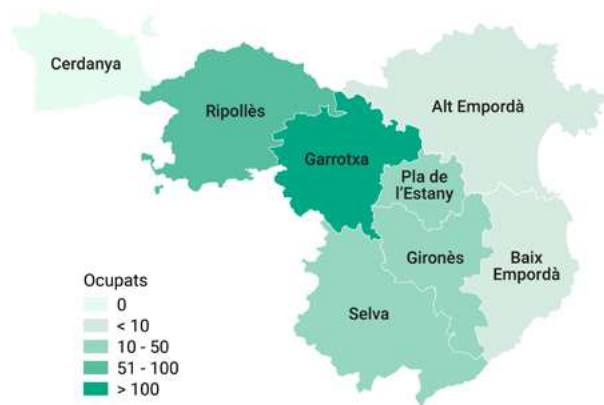 Cerdanya
Ripollès
Alt Empordà
Garrotxa
Pla de
l'Estany
Gironès
Baix
Empordà
Selva
Ocupats
0
< 10
10 - 50
51 - 100
> 100